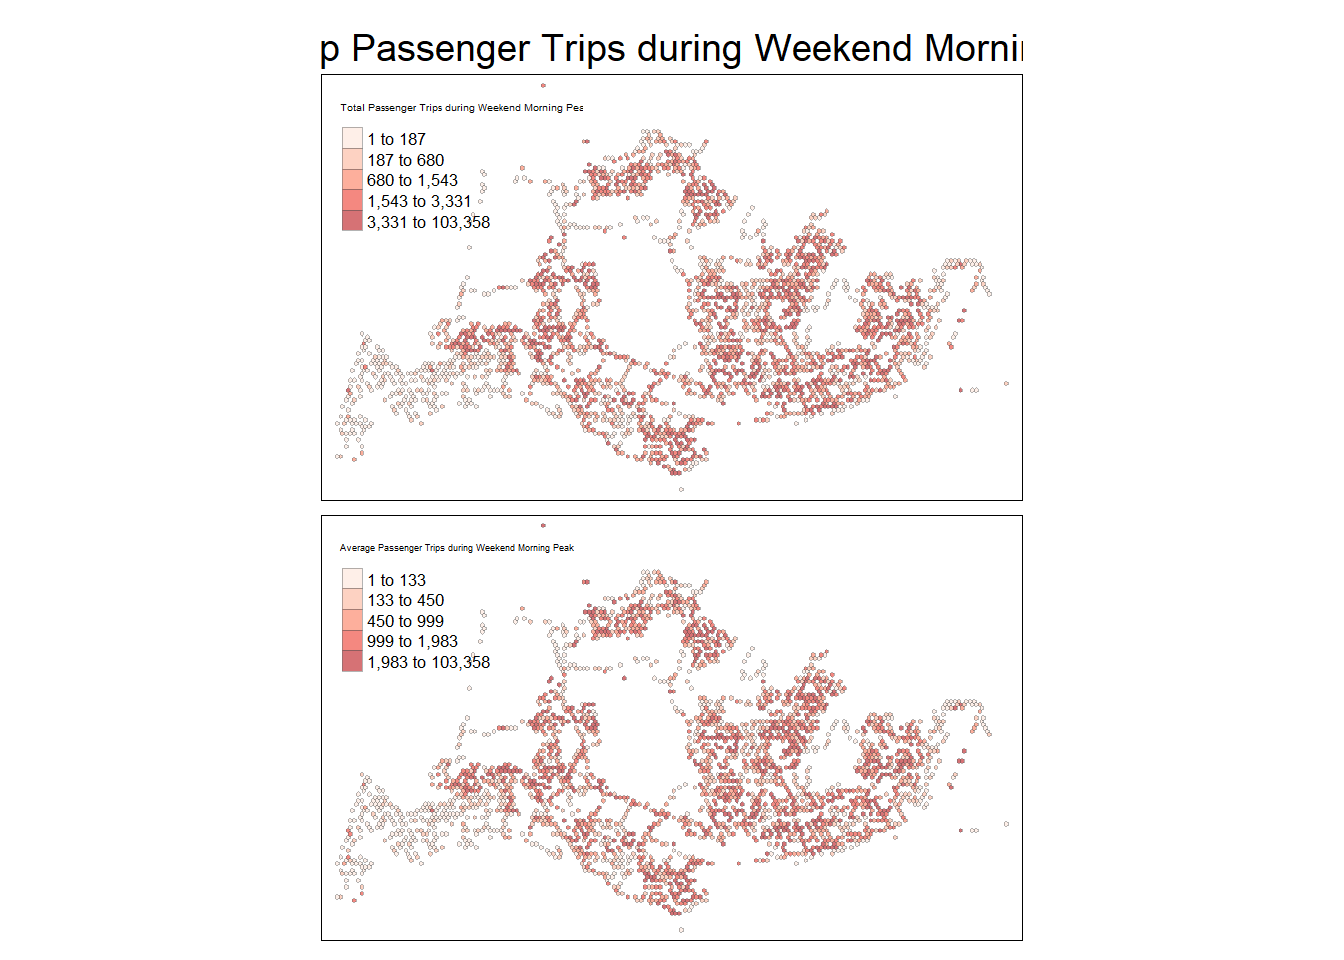 p Passenger Trips during Weekend Morni
Total Passenger Trips during Weekend Morning Pea
1 to 187
187 to 680
680 to 1,543
1,543 to 3,331
3,331 to 103,358
Average Passenger Trips during Weekend Morning Peak
1 to 133
133 to 450
450 to 999
999 to 1,983
1,983 to 103,358